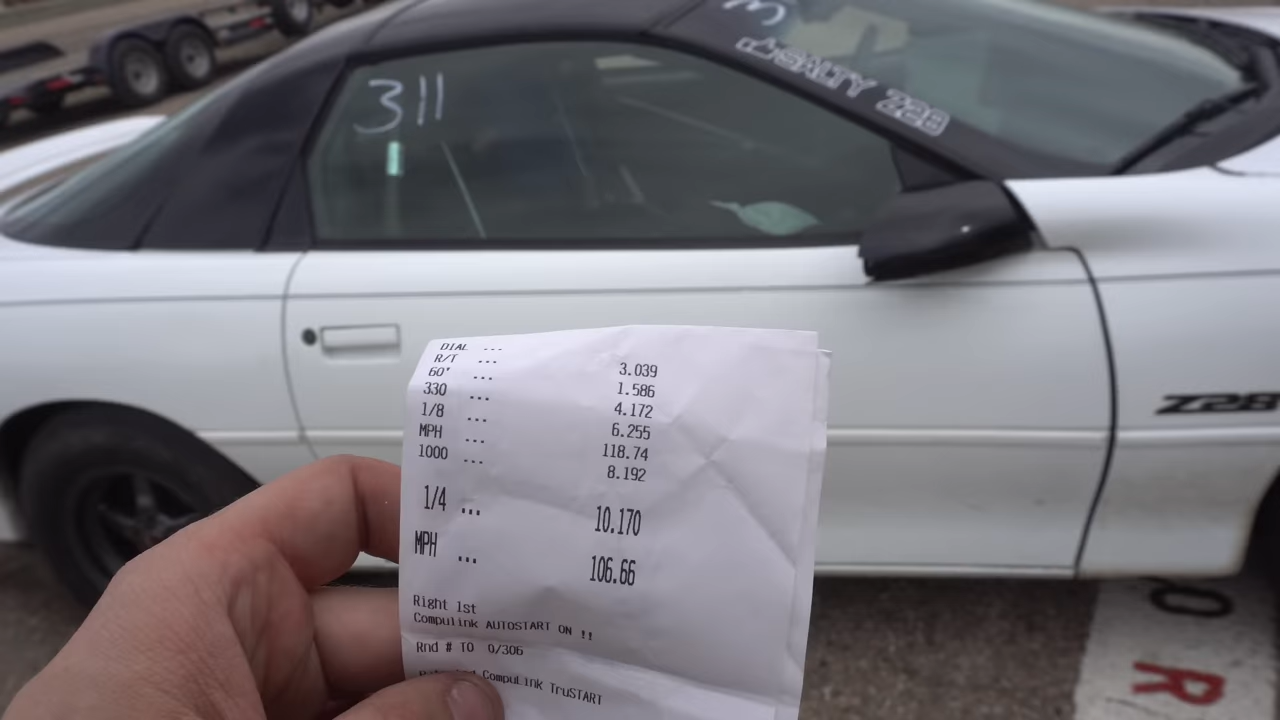 3
SALTY Z28
311
Z28
DIAL ...
R/T ... 3.039
60' ... 1.586
330 ... 4.172
1/8 ... 6.255
MPH ... 118.74
1000 ... 8.192
1/4 ... 10.170
MPH ... 106.66
Right 1st
Compulink AUTOSTART ON !!
Rnd # TO 0/306
CompuLink TruSTART
O
R